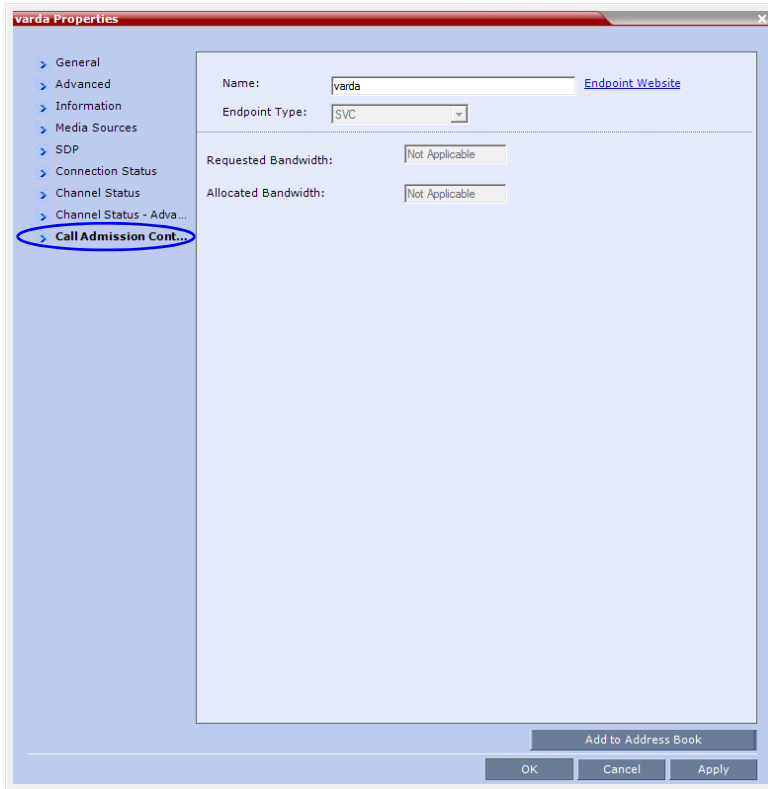 varda Properties
General
Advanced
Information
Media Sources
SDP
Connection Status
Channel Status
Channel Status - Adva...
Call Admission Cont...
Name: varda Endpoint Website
Endpoint Type: SVC
Requested Bandwidth: Not Applicable
Allocated Bandwidth: Not Applicable
Add to Address Book
OK Cancel Apply